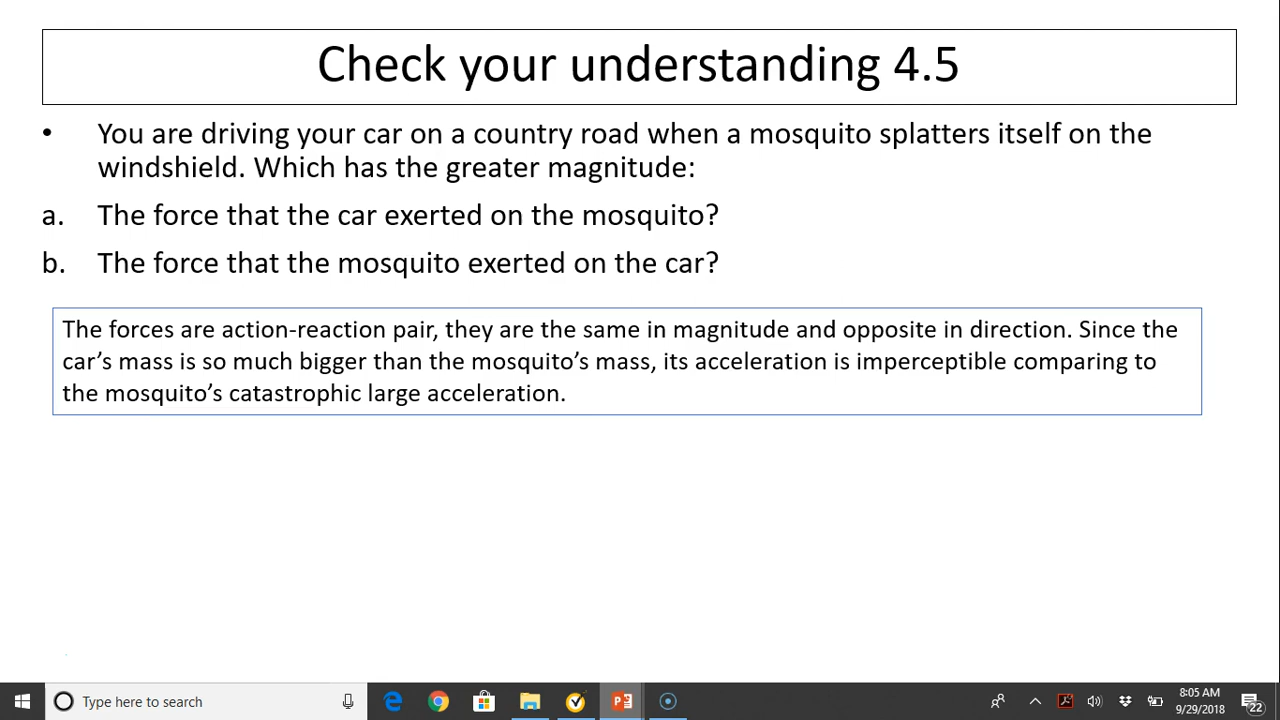 Check your understanding 4.5
• You are driving your car on a country road when a mosquito splatters itself on the
windshield. Which has the greater magnitude:
a. The force that the car exerted on the mosquito?
b. The force that the mosquito exerted on the car?
The forces are action-reaction pair, they are the same in magnitude and opposite in direction. Since the
car’s mass is so much bigger than the mosquito’s mass, its acceleration is imperceptible comparing to
the mosquito’s catastrophic large acceleration.
Type here to search
8:05 AM
9/29/2018
22